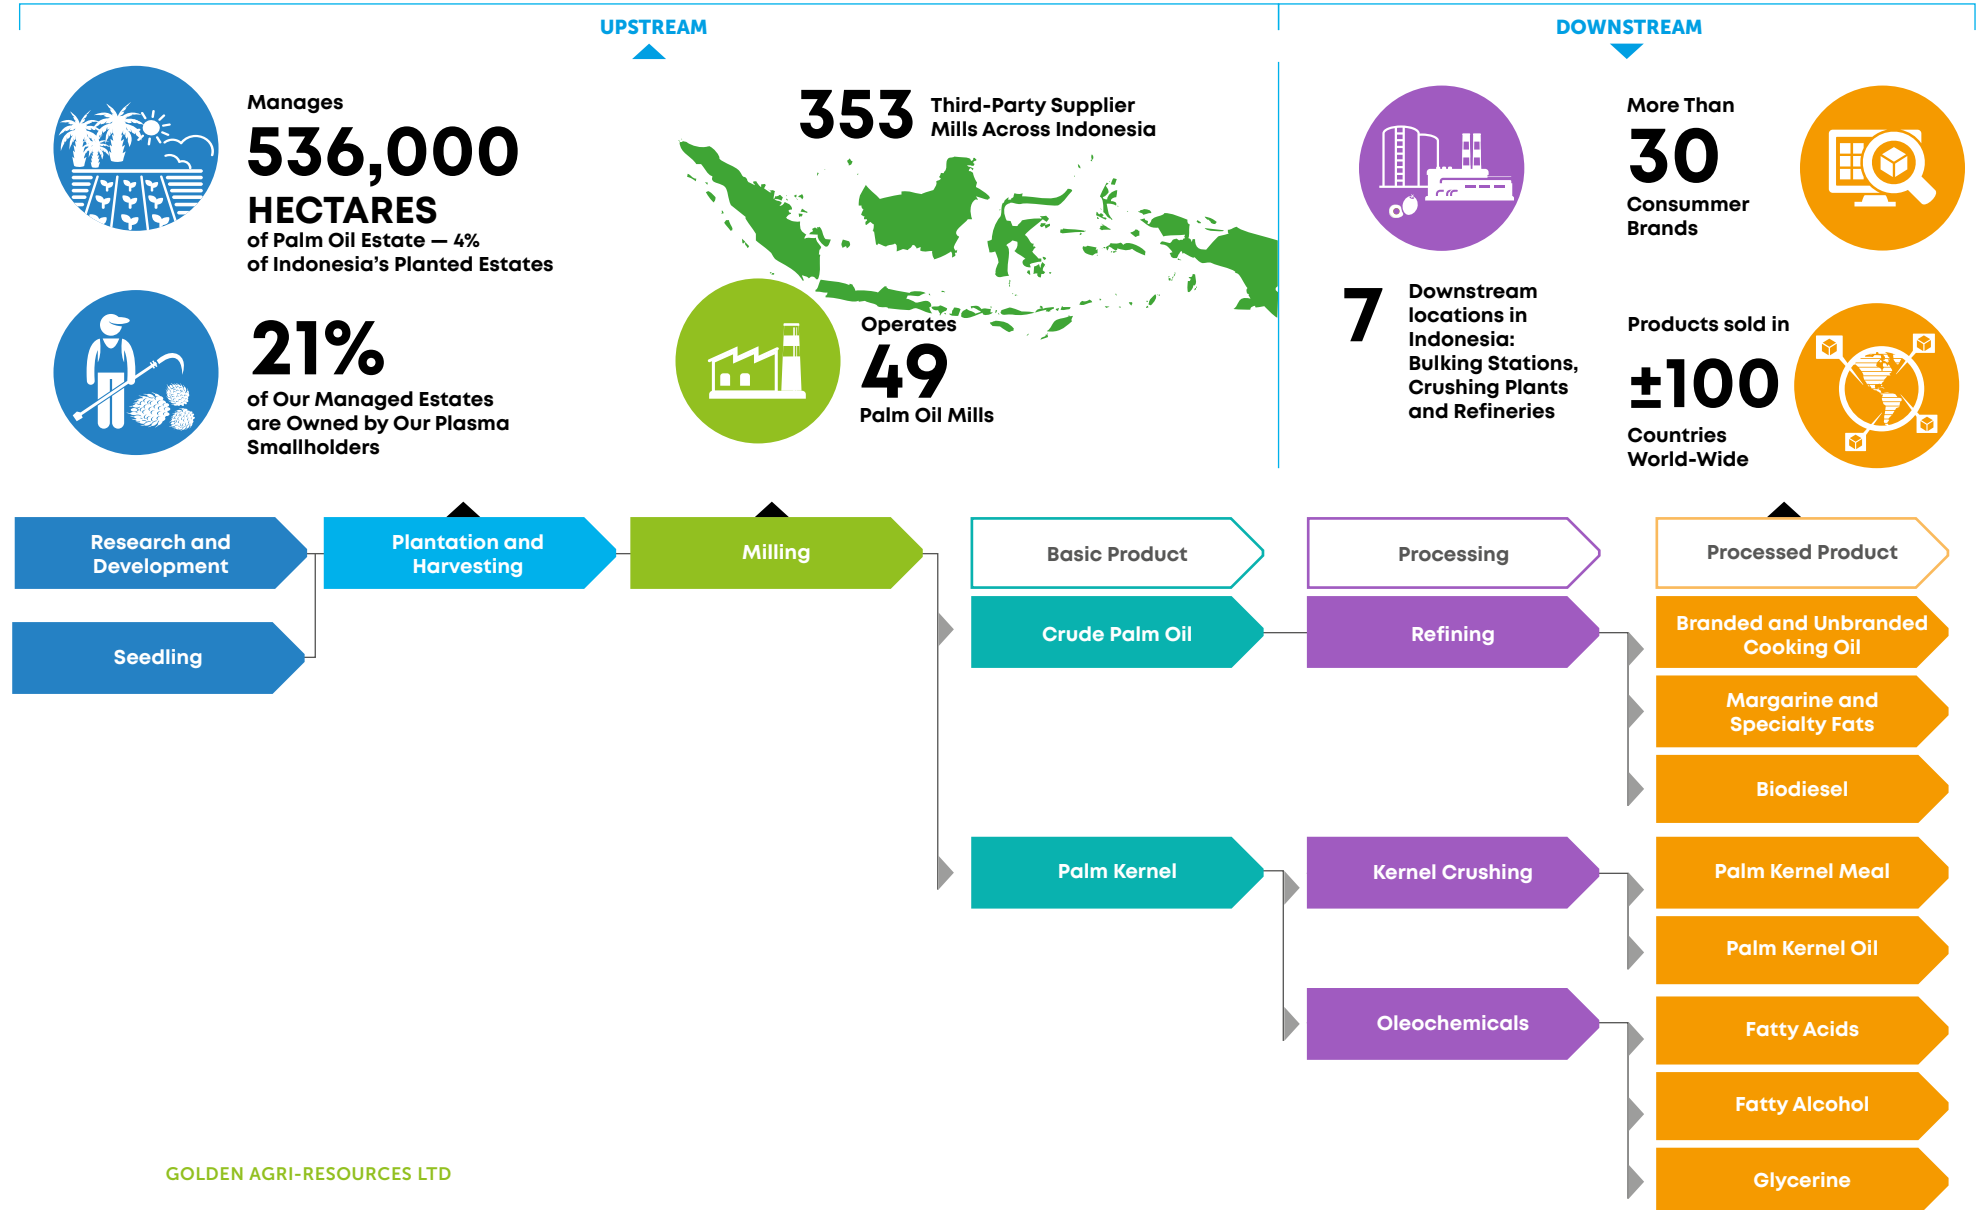 UPSTREAM
DOWNSTREAM
Manages
536,000
HECTARES
of Palm Oil Estate — 4%
of Indonesia's Planted Estates
21%
of Our Managed Estates
are Owned by Our Plasma
Smallholders
353
Third-Party Supplier
Mills Across Indonesia
Operates
49
Palm Oil Mills
7
Downstream
locations in
Indonesia:
Bulking Stations,
Crushing Plants
and Refineries
More Than
30
Consummer
Brands
Products sold in
±100
Countries
World-Wide
Research and
Development
Seedling
Plantation and
Harvesting
Milling
Basic Product
Crude Palm Oil
Palm Kernel
Processing
Refining
Kernel Crushing
Oleochemicals
Processed Product
Branded and Unbranded
Cooking Oil
Margarine and
Specialty Fats
Biodiesel
Palm Kernel Meal
Palm Kernel Oil
Fatty Acids
Fatty Alcohol
Glycerine
GOLDEN AGRI-RESOURCES LTD